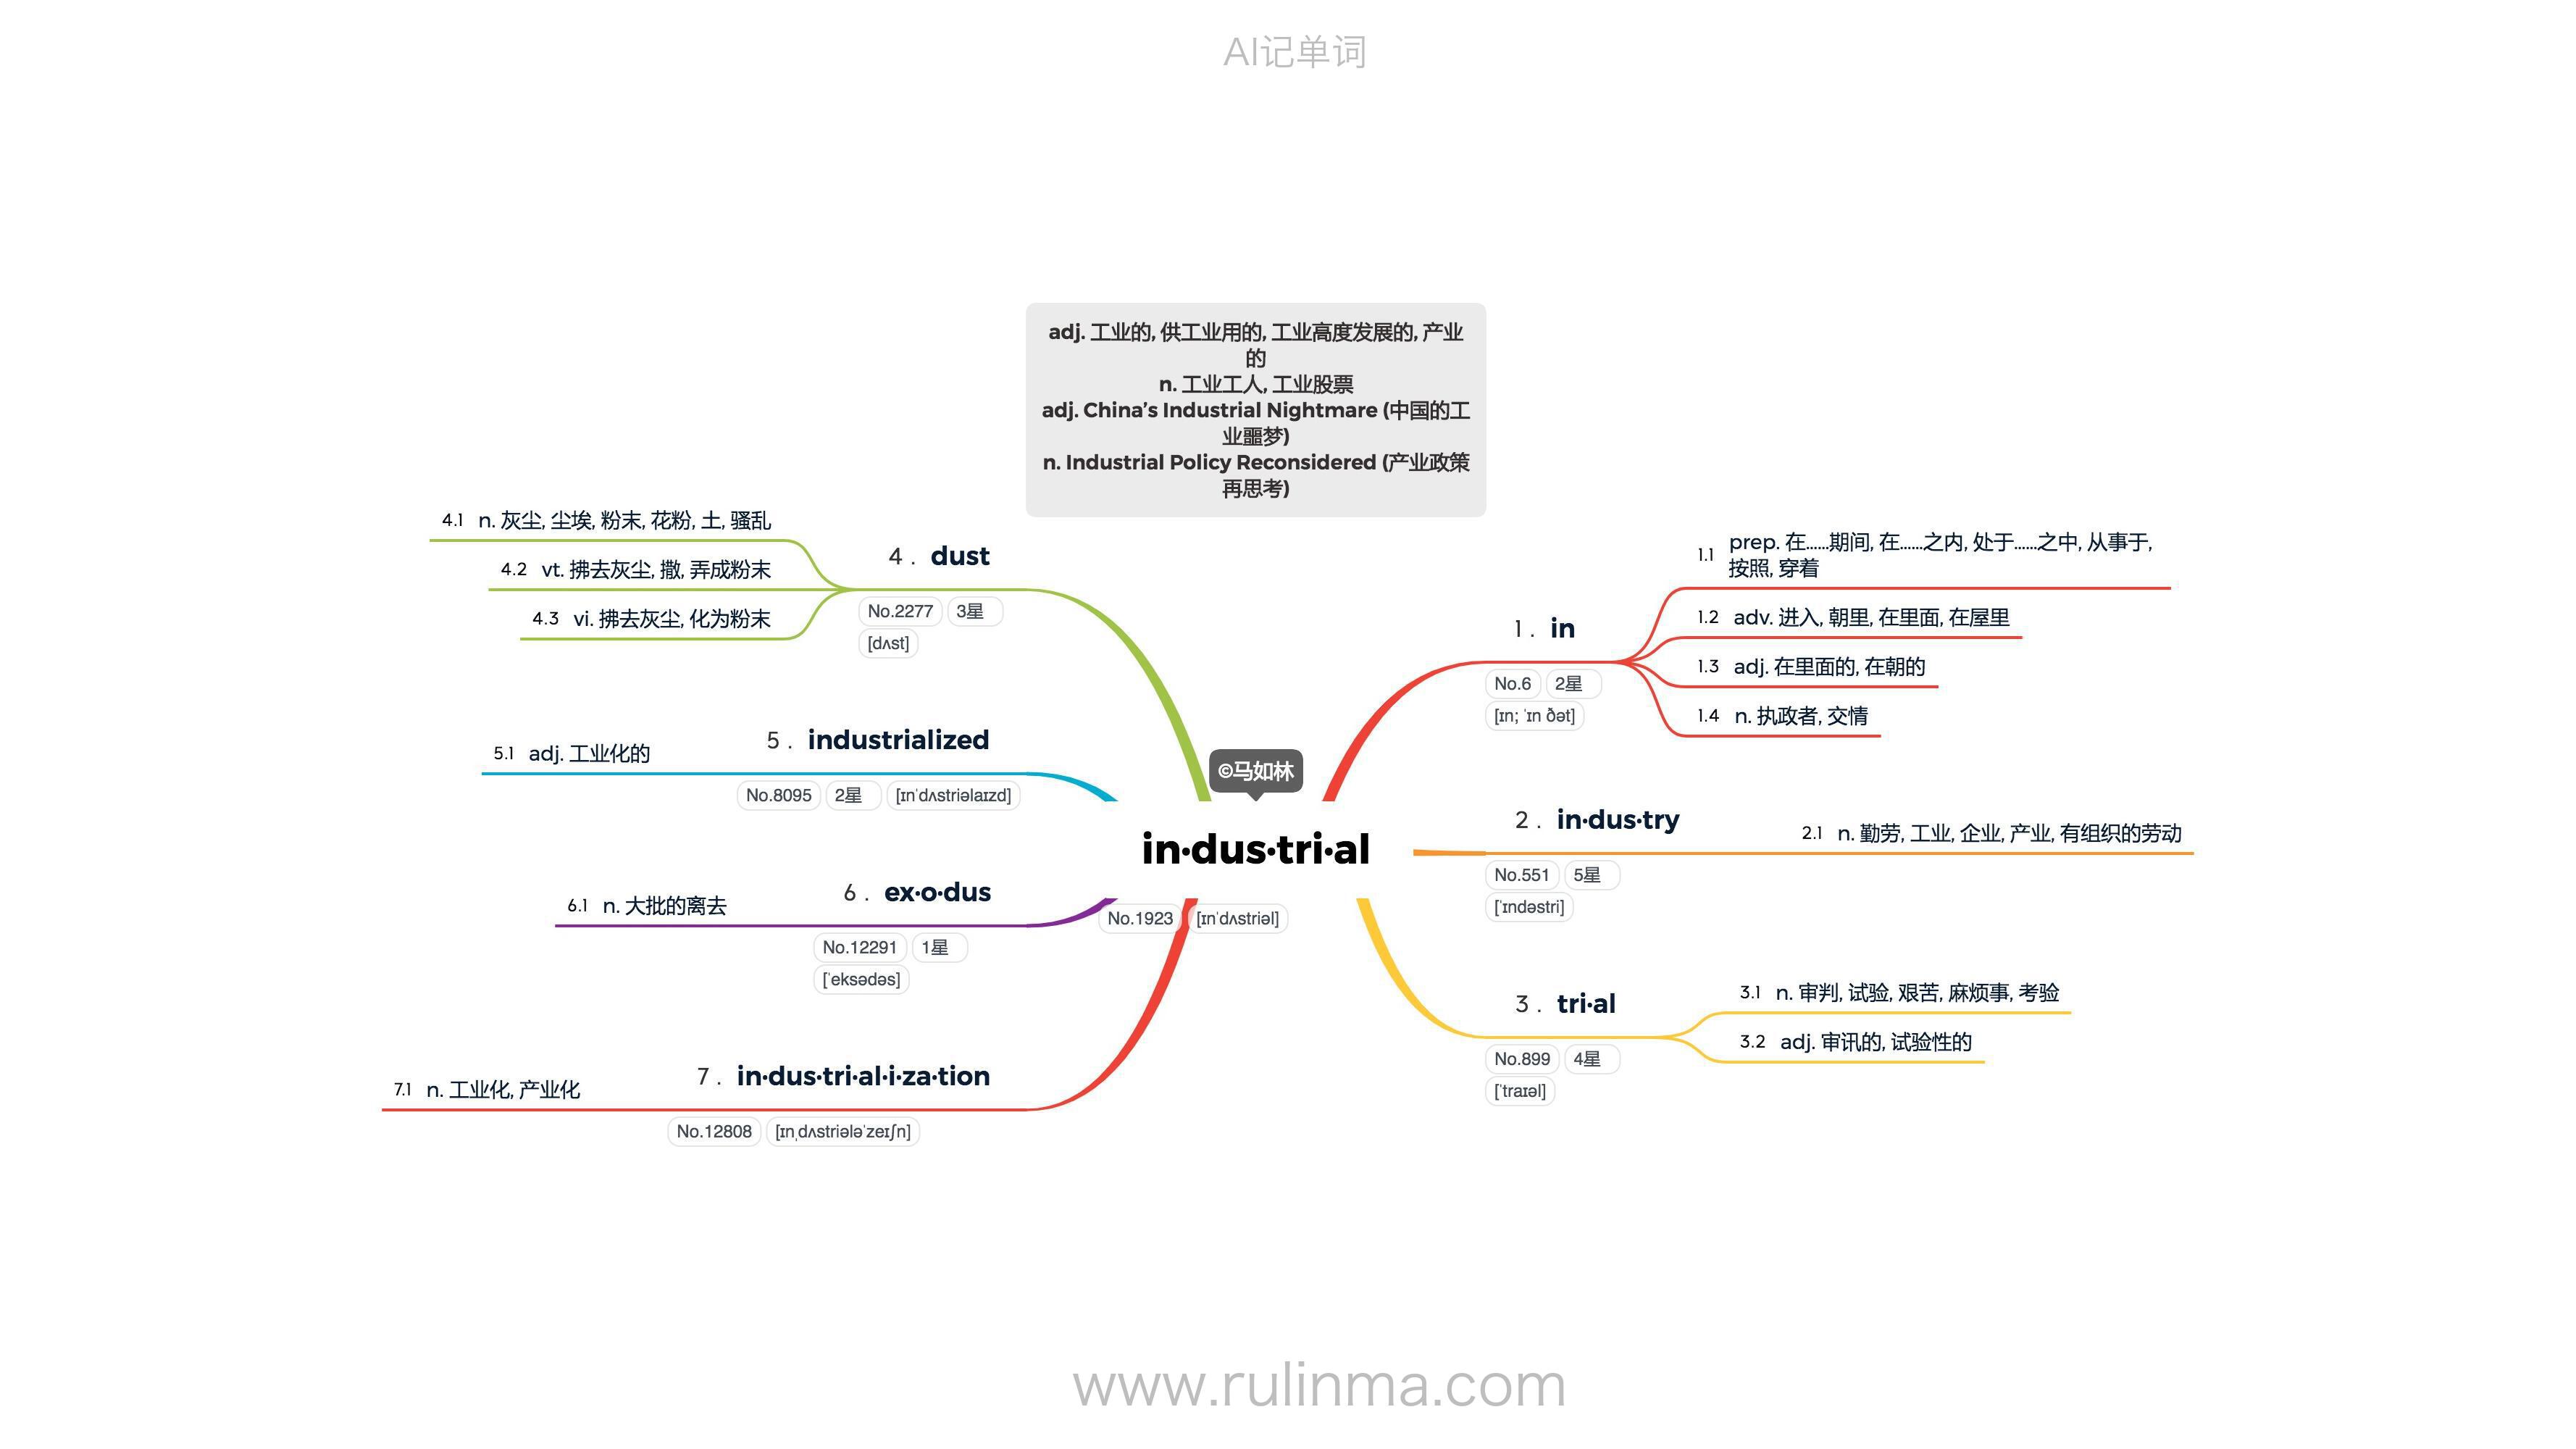 AI记单词
adj. 工业的, 供工业用的, 工业高度发展的, 产业
的
n. 工业工人, 工业股票
adj. China’s Industrial Nightmare (中国的工
业噩梦)
n. Industrial Policy Reconsidered (产业政策
再思考)
©马如林
in·dus·tri·al
No.1923 [ɪnˈdʌstriəl]
1 . in
No.6 2星
[ɪn; ˈɪn ðət]
1.1 prep. 在……期间, 在……之内, 处于……之中, 从事于,
按照, 穿着
1.2 adv. 进入, 朝里, 在里面, 在屋里
1.3 adj. 在里面的, 在朝的
1.4 n. 执政者, 交情
2 . in·dus·try
No.551 5星
[ˈɪndəstri]
2.1 n. 勤劳, 工业, 企业, 产业, 有组织的劳动
3 . tri·al
No.899 4星
[ˈtraɪəl]
3.1 n. 审判, 试验, 艰苦, 麻烦事, 考验
3.2 adj. 审讯的, 试验性的
4 . dust
No.2277 3星
[dʌst]
4.1 n. 灰尘, 尘埃, 粉末, 花粉, 土, 骚乱
4.2 vt. 拂去灰尘, 撒, 弄成粉末
4.3 vi. 拂去灰尘, 化为粉末
5 . industrialized
No.8095 2星 [ɪnˈdʌstriəlaɪzd]
5.1 adj. 工业化的
6 . ex·o·dus
No.12291 1星
[ˈeksədəs]
6.1 n. 大批的离去
7 . in·dus·tri·al·i·za·tion
No.12808 [ɪnˌdʌstriələˈzeɪʃn]
7.1 n. 工业化, 产业化
www.rulinma.com